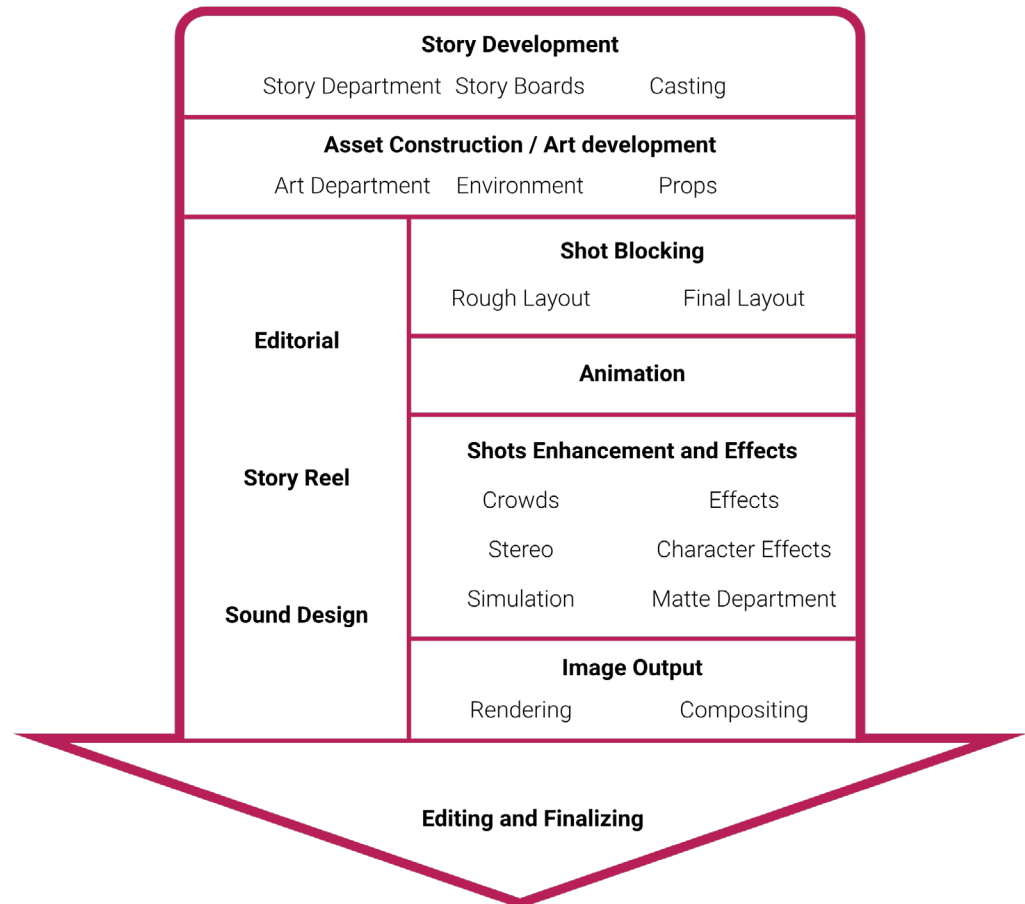 Story Development
Story Department Story Boards Casting
Asset Construction / Art development
Art Department Environment Props
Editorial
Story Reel
Sound Design
Shot Blocking
Rough Layout Final Layout
Animation
Shots Enhancement and Effects
Crowds Effects
Stereo Character Effects
Simulation Matte Department
Image Output
Rendering Compositing
Editing and Finalizing